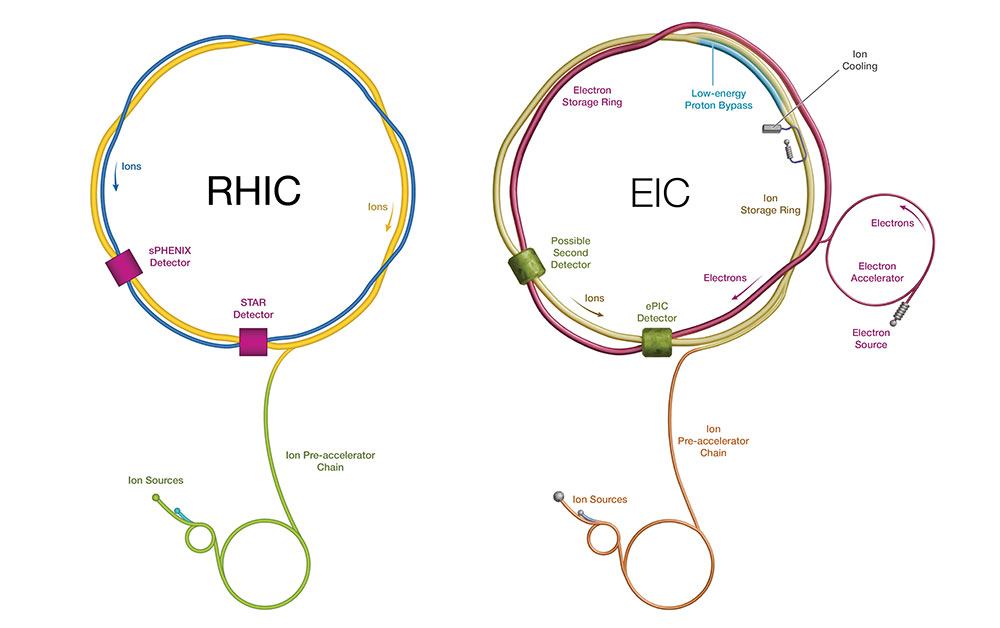 RHIC
Ions
Ions
sPHENIX
Detector
STAR
Detector
Ion Pre-accelerator
Chain
Ion Sources
EIC
Electron
Storage Ring
Low-energy
Proton Bypass
Ion
Cooling
Ion
Storage Ring
Electrons
Electron
Accelerator
Electron
Source
Possible
Second
Detector
Electrons
Ions
ePIC
Detector
Ion
Pre-accelerator
Chain
Ion Sources